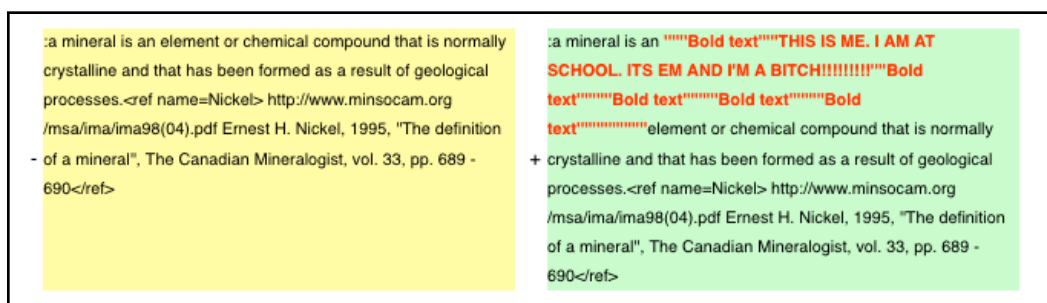 :a mineral is an element or chemical compound that is normally
crystalline and that has been formed as a result of geological
processes.<ref name=Nickel> http://www.minsocam.org
/msa/ima/ima98(04).pdf Ernest H. Nickel, 1995, "The definition
- of a mineral", The Canadian Mineralogist, vol. 33, pp. 689 -
690</ref>
:a mineral is an ''''''Bold text''''''THIS IS ME. I AM AT
SCHOOL. ITS EM AND I'M A BITCH!!!!!!!!!''''Bold
text'''''''''Bold text'''''''''Bold text'''''''''Bold
text''''''''''''''''''element or chemical compound that is normally
+ crystalline and that has been formed as a result of geological
processes.<ref name=Nickel> http://www.minsocam.org
/msa/ima/ima98(04).pdf Ernest H. Nickel, 1995, "The definition
of a mineral", The Canadian Mineralogist, vol. 33, pp. 689 -
690</ref>